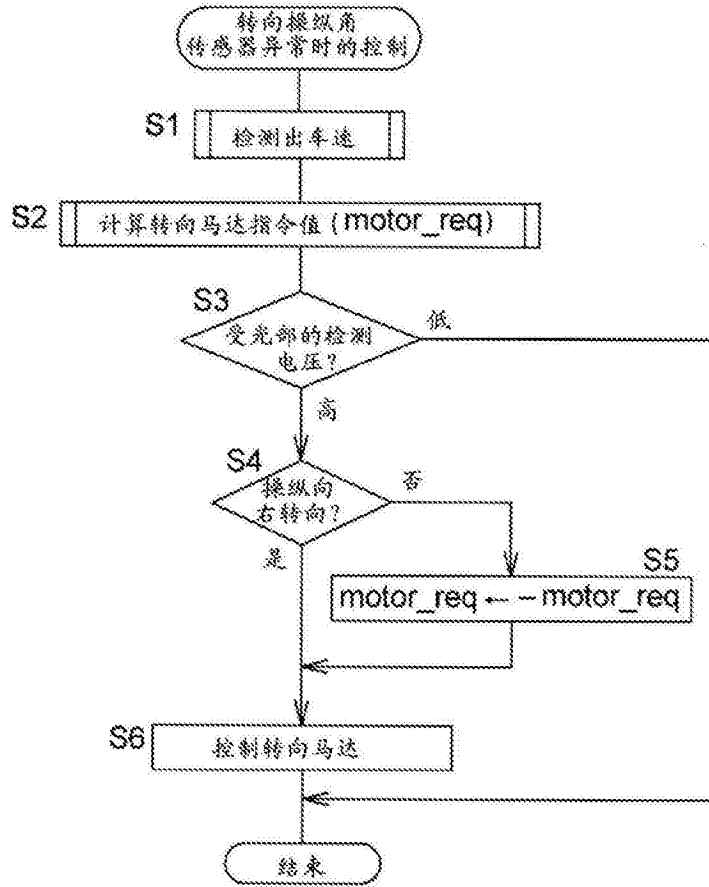 转向操纵角
传感器异常时的控制
S1
检测出车速
S2
计算转向马达指令值(motor_req)
S3
受光部的检测
电压?
低
高
S4
操纵向
右转向?
否
是
S5
motor_req ← −motor_req
S6
控制转向马达
结束